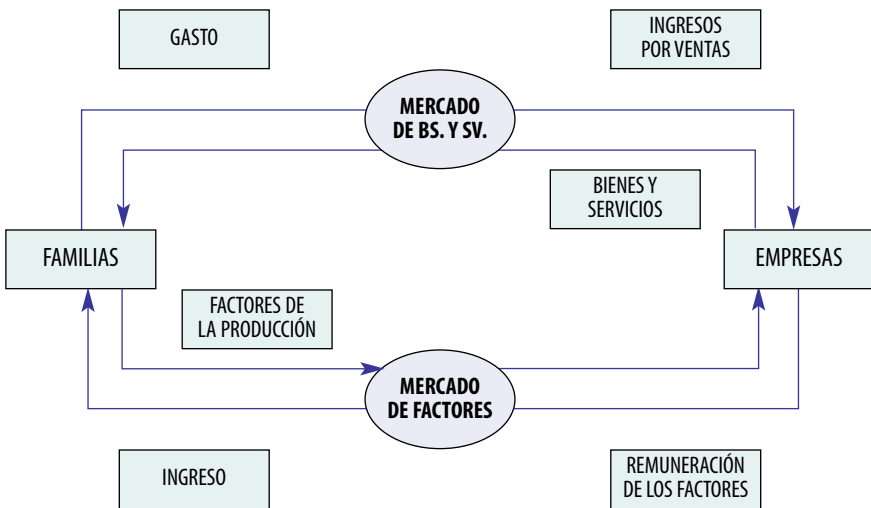 GASTO
INGRESOS
POR VENTAS
MERCADO
DE BS. Y SV.
BIENES Y
SERVICIOS
FAMILIAS
EMPRESAS
FACTORES DE
LA PRODUCCIÓN
MERCADO
DE FACTORES
INGRESO
REMUNERACIÓN
DE LOS FACTORES